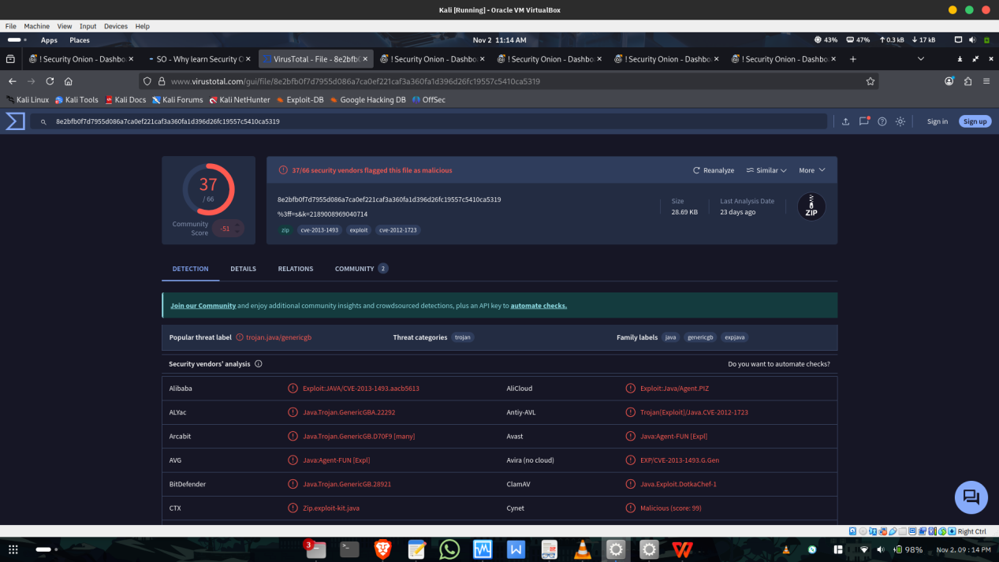 Kali [Running] - Oracle VM VirtualBox
File Machine View Input Devices Help
Apps Places Nov 2 11:14 AM 43% 47% 0.3 kB 17 kB
! Security Onion - Dashbo SO - Why learn Security O VirusTotal - File - 8e2bfb0 ! Security Onion - Dashbo ! Security Onion - Dashbo ! Security Onion - Dashbo ! Security Onion - Dashbo
www.virustotal.com/gui/file/8e2bfb0f7d7955d086a7ca0ef221caf3a360fa1d396d26fc19557c5410ca5319
Kali Linux Kali Tools Kali Docs Kali Forums Kali NetHunter Exploit-DB Google Hacking DB OffSec
8e2bfb0f7d7955d086a7ca0ef221caf3a360fa1d396d26fc19557c5410ca5319 Sign in Sign up
37
/ 66
Community Score -51
37/66 security vendors flagged this file as malicious Reanalyze Similar More
8e2bfb0f7d7955d086a7ca0ef221caf3a360fa1d396d26fc19557c5410ca5319
%3ff=s&k=2189008969040714
zip cve-2013-1493 exploit cve-2012-1723
Size
28.69 KB
Last Analysis Date
23 days ago
ZIP
DETECTION DETAILS RELATIONS COMMUNITY 2
Join our Community and enjoy additional community insights and crowdsourced detections, plus an API key to automate checks.
Popular threat label trojan.java/genericgb Threat categories trojan Family labels java genericgb expjava
Security vendors' analysis Do you want to automate checks?
Alibaba Exploit:JAVA/CVE-2013-1493.aacb5613 AliCloud Exploit:Java/Agent.PIZ
ALYac Java.Trojan.GenericGBA.22292 Antiy-AVL Trojan[Exploit]/Java.CVE-2012-1723
Arcabit Java.Trojan.GenericGB.D70F9 [many] Avast Java:Agent-FUN [Expl]
AVG Java:Agent-FUN [Expl] Avira (no cloud) EXP/CVE-2013-1493.G.Gen
BitDefender Java.Trojan.GenericGB.28921 ClamAV Java.Exploit.DotkaChef-1
CTX Zip.exploit-kit.java Cynet Malicious (score: 99)
Right Ctrl
3 98% Nov 2, 09 : 14 PM